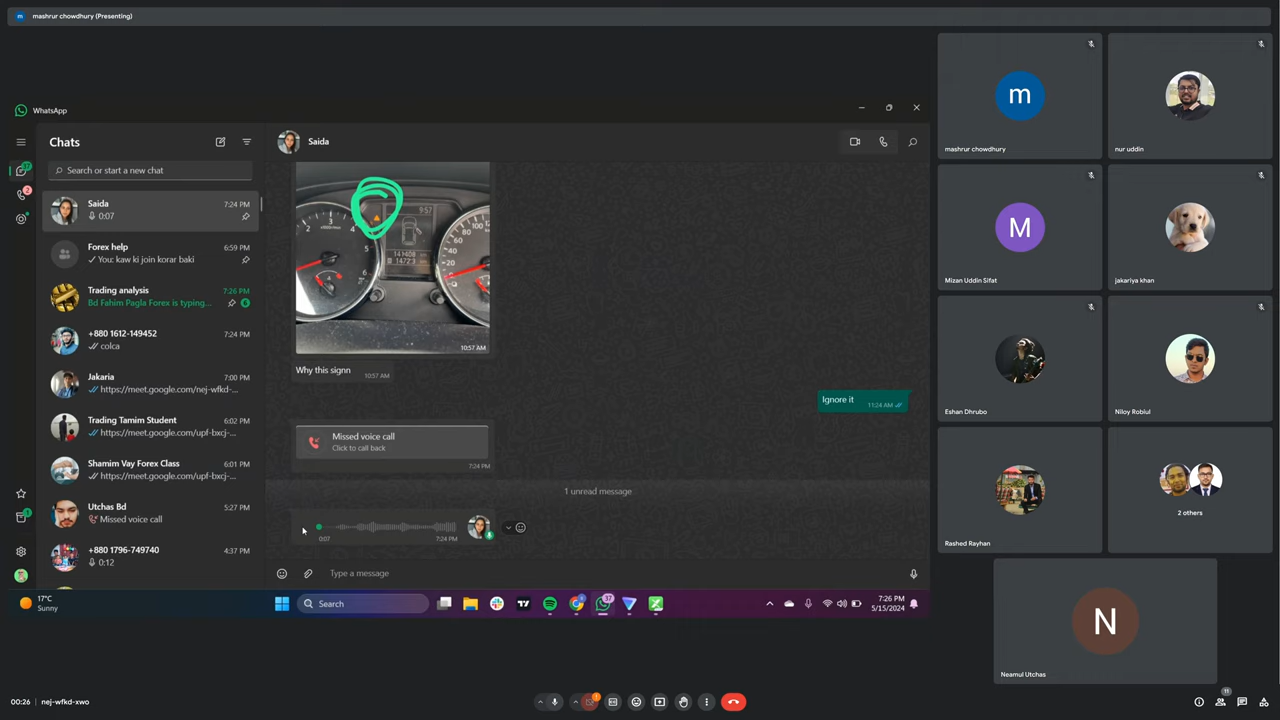 mashrur chowdhury (Presenting)
WhatsApp
Chats
Search or start a new chat
Saida
7:24 PM
0:07
Forex help
6:59 PM
You: kaw ki join korar baki
Trading analysis
7:26 PM
Bd Fahim Pagla Forex is typing...
6
+880 1612-149452
7:24 PM
colca
Jakaria
7:00 PM
https://meet.google.com/nej-wfkd-...
Trading Tamim Student
6:02 PM
https://meet.google.com/upf-bxcj-...
Shamim Vay Forex Class
6:01 PM
https://meet.google.com/upf-bxcj-...
Utchas Bd
5:27 PM
Missed voice call
+880 1796-749740
4:37 PM
0:12
2
1
Saida
9:57
10:57 AM
Why this signn
10:57 AM
Ignore it
11:24 AM
Missed voice call
Click to call back
7:24 PM
1 unread message
0:07
7:24 PM
Type a message
17°C
Sunny
Search
37
7:26 PM
5/15/2024
m
mashrur chowdhury
nur uddin
M
Mizan Uddin Sifat
jakariya khan
Eshan Dhrubo
Niloy Robiul
Rashed Rayhan
2 others
N
Neamul Utchas
00:26
nej-wfkd-xwo
11